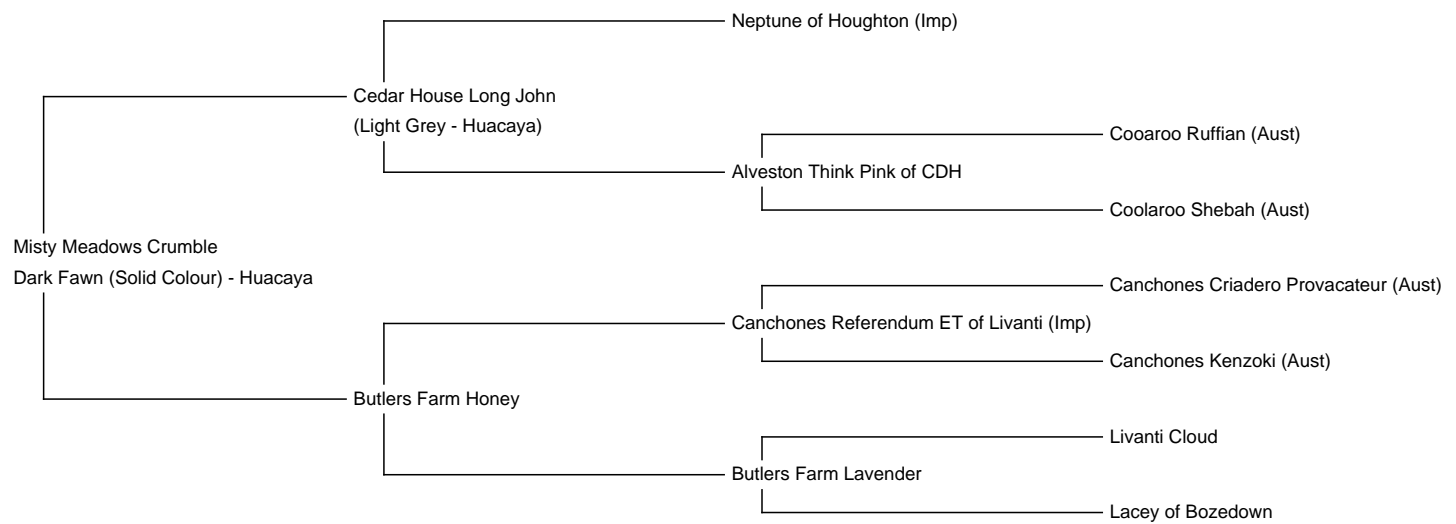 Neptune of Houghton (Imp)
Cedar House Long John
(Light Grey - Huacaya)
Cooaroo Ruffian (Aust)
Alveston Think Pink of CDH
Coolaroo Shebah (Aust)
Misty Meadows Crumble
Dark Fawn (Solid Colour) - Huacaya
Canchones Criadero Provacateur (Aust)
Canchones Referendum ET of Livanti (Imp)
Canchones Kenzoki (Aust)
Butlers Farm Honey
Livanti Cloud
Butlers Farm Lavender
Lacey of Bozedown